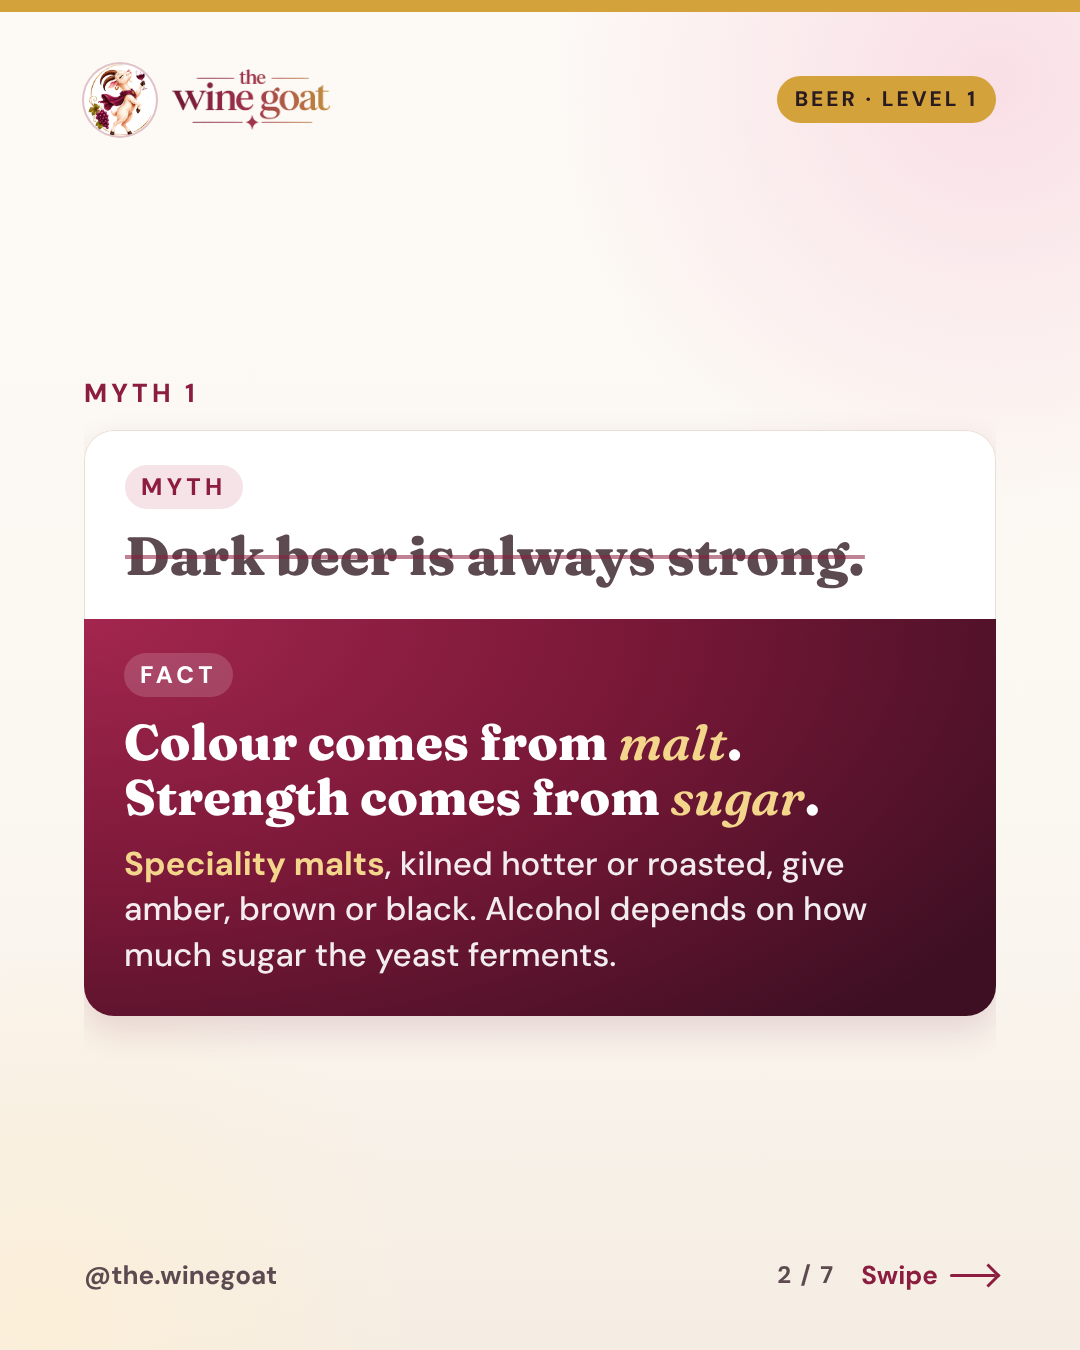 the
wine goat
BEER · LEVEL 1
MYTH 1
MYTH
Dark beer is always strong.
FACT
Colour comes from malt.
Strength comes from sugar.
Speciality malts, kilned hotter or roasted, give
amber, brown or black. Alcohol depends on how
much sugar the yeast ferments.
@the.winegoat
2 / 7
Swipe